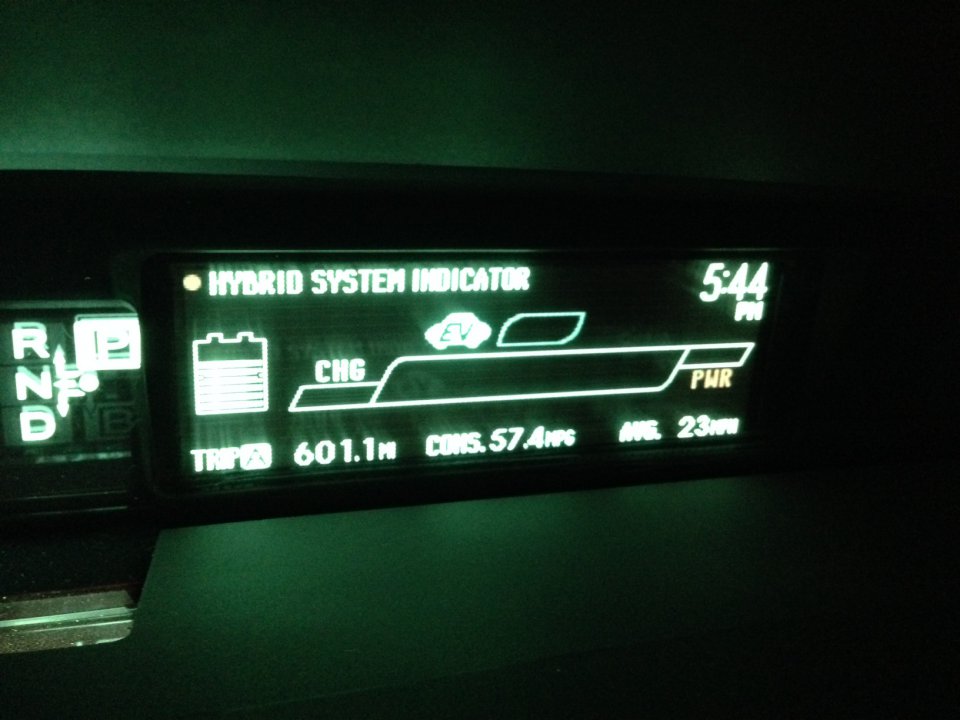 HYBRID SYSTEM INDICATOR
5:44
PM
R
P
N
D
B
EV
CHG
PWR
TRIP A 601.1MI CONS. 57.4MPG AVG. 23MPH